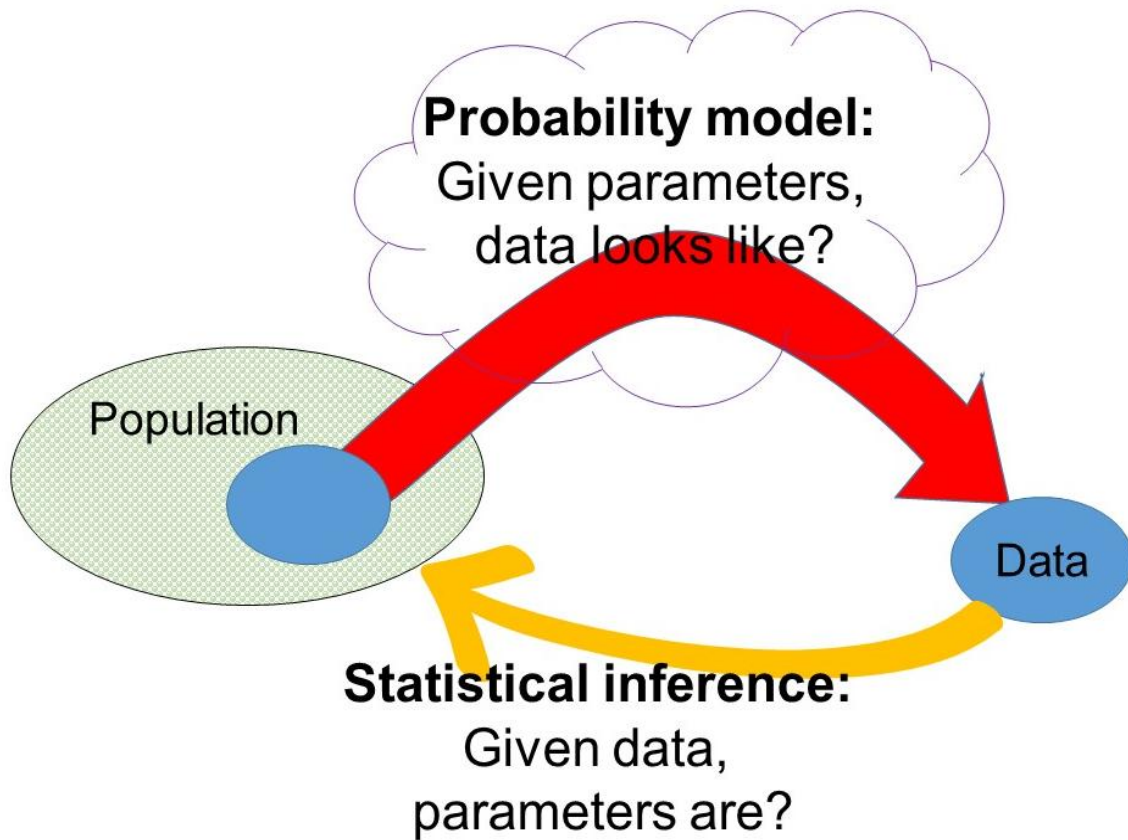 Probability model:
Given parameters,
data looks like?
Population
Data
Statistical inference:
Given data,
parameters are?